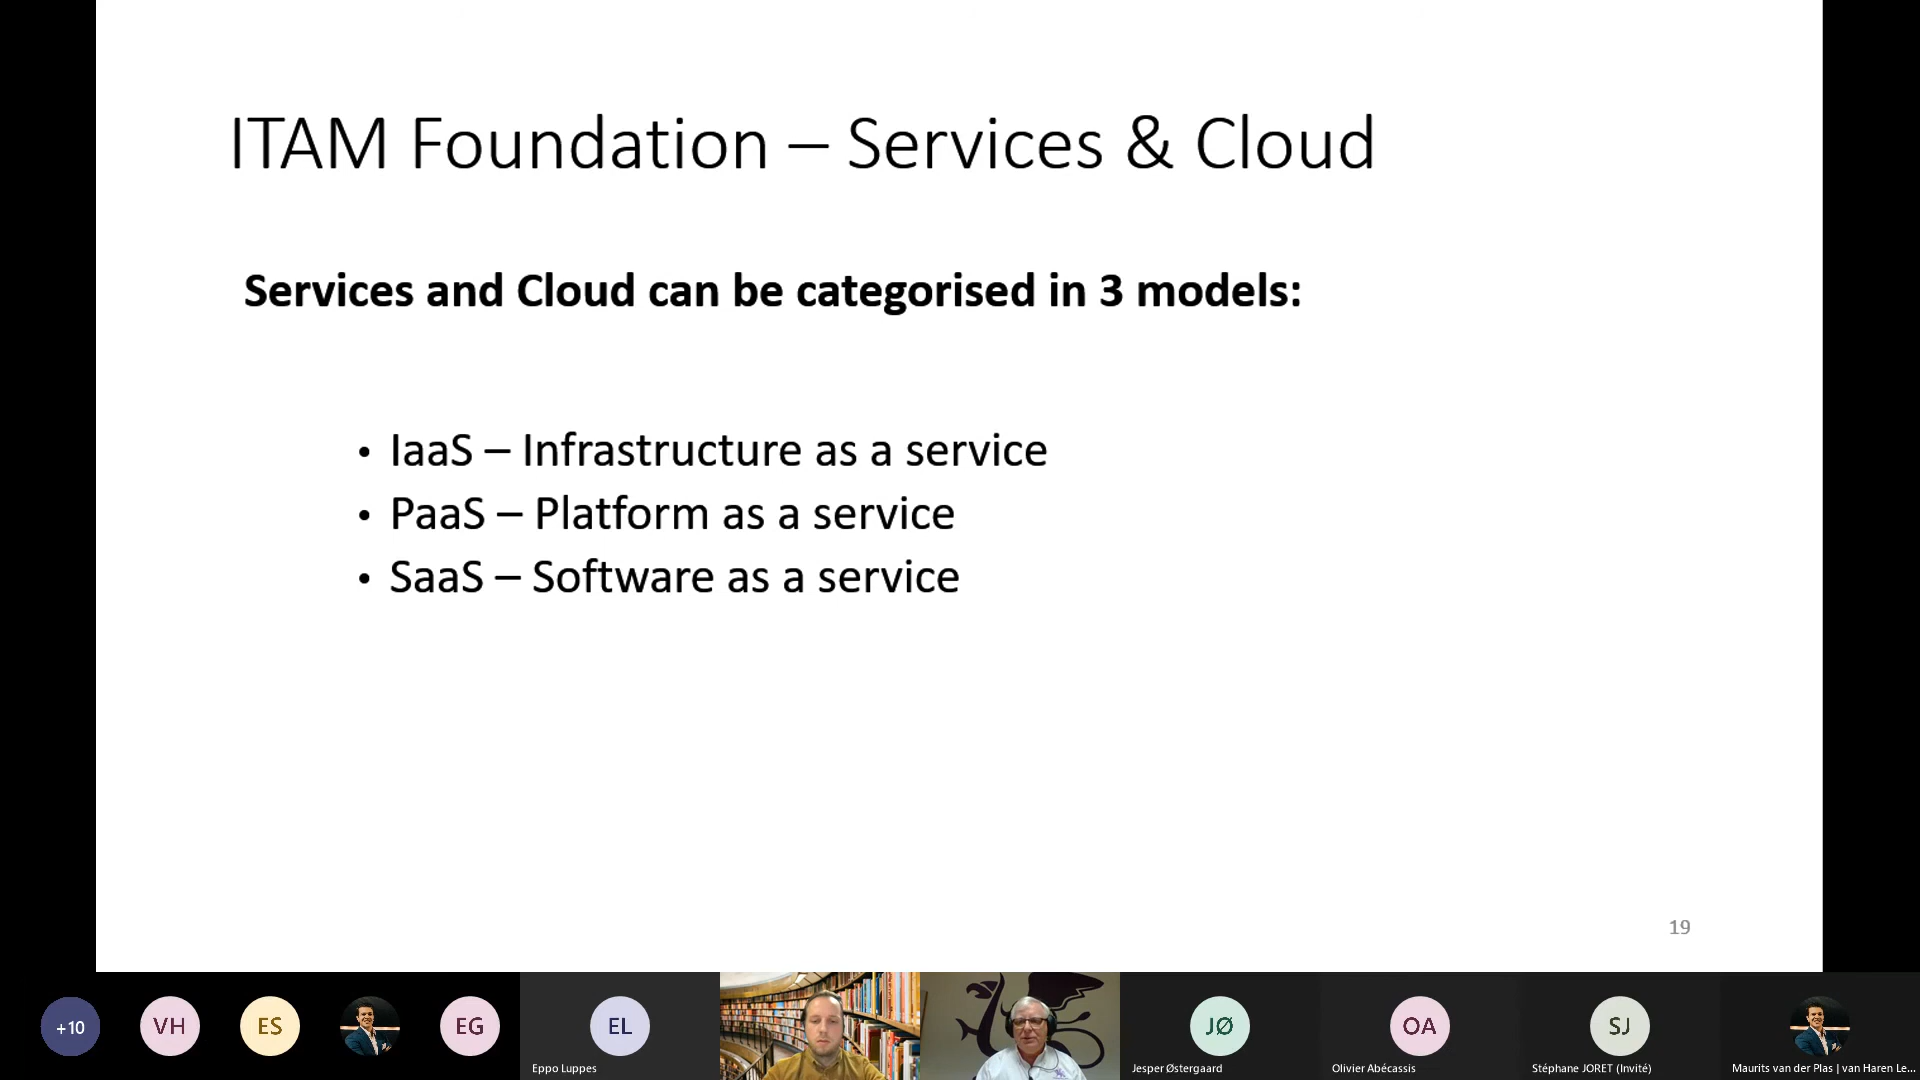 ITAM Foundation – Services & Cloud
Services and Cloud can be categorised in 3 models:
• IaaS – Infrastructure as a service
• PaaS – Platform as a service
• SaaS – Software as a service
19
+10
VH
ES
EG
EL
JØ
OA
SJ
Eppo Luppes
Jesper Østergaard
Olivier Abécassis
Stéphane JORET (Invité)
Maurits van der Plas | van Haren Le...